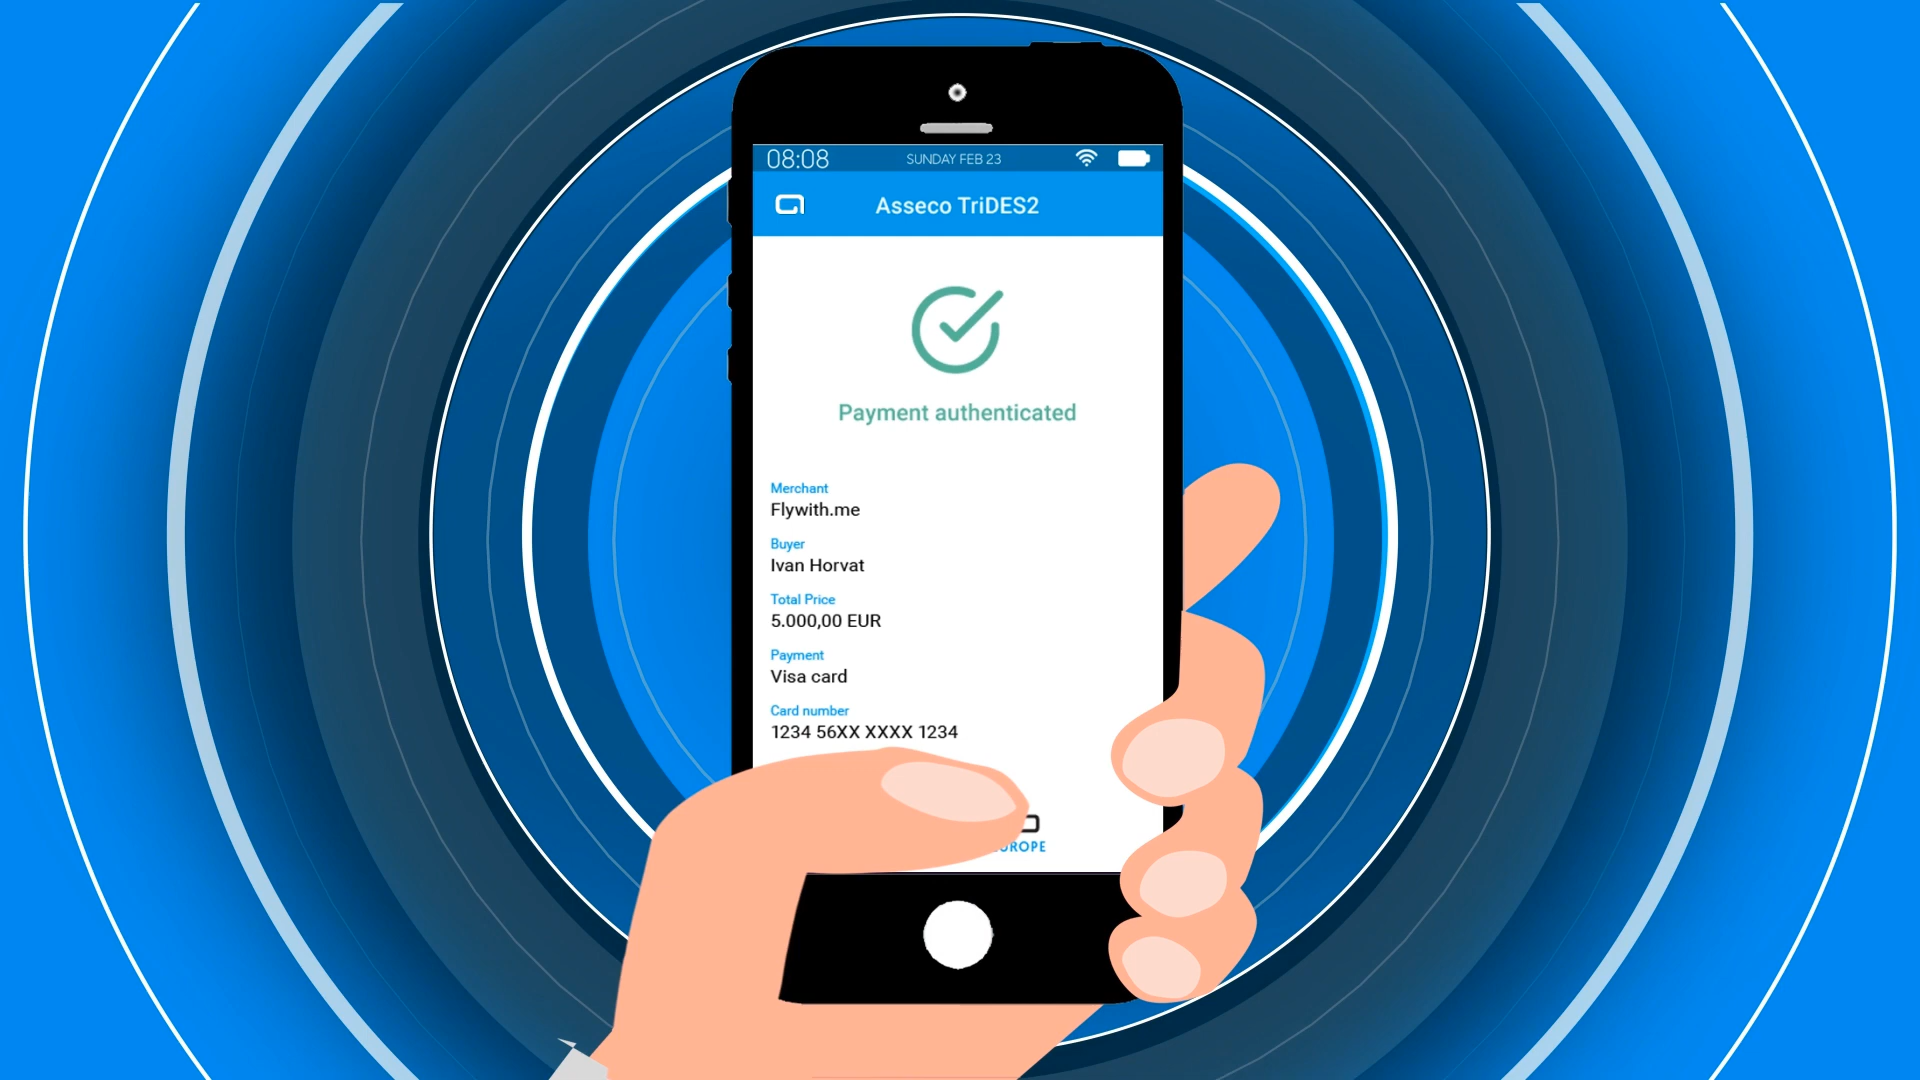 08:08 SUNDAY FEB 23
Asseco TriDES2
Payment authenticated
Merchant
Flywith.me
Buyer
Ivan Horvat
Total Price
5.000,00 EUR
Payment
Visa card
Card number
1234 56XX XXXX 1234